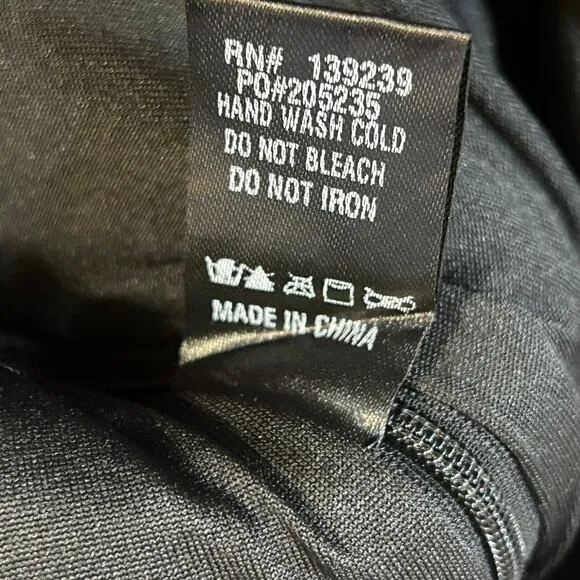 RN# 139239
PO#205235
HAND WASH COLD
DO NOT BLEACH
DO NOT IRON
MADE IN CHINA